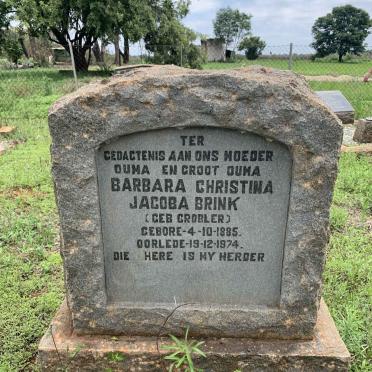 TER
GEDACTENIS AAN ONS MOEDER
OUMA EN GROOT OUMA
BARBARA CHRISTINA
JACOBA BRINK
(GEB GROBLER)
GEBORE-4-10-1895.
OORLEDE-19-12-1974.
DIE HERE IS MY HERDER